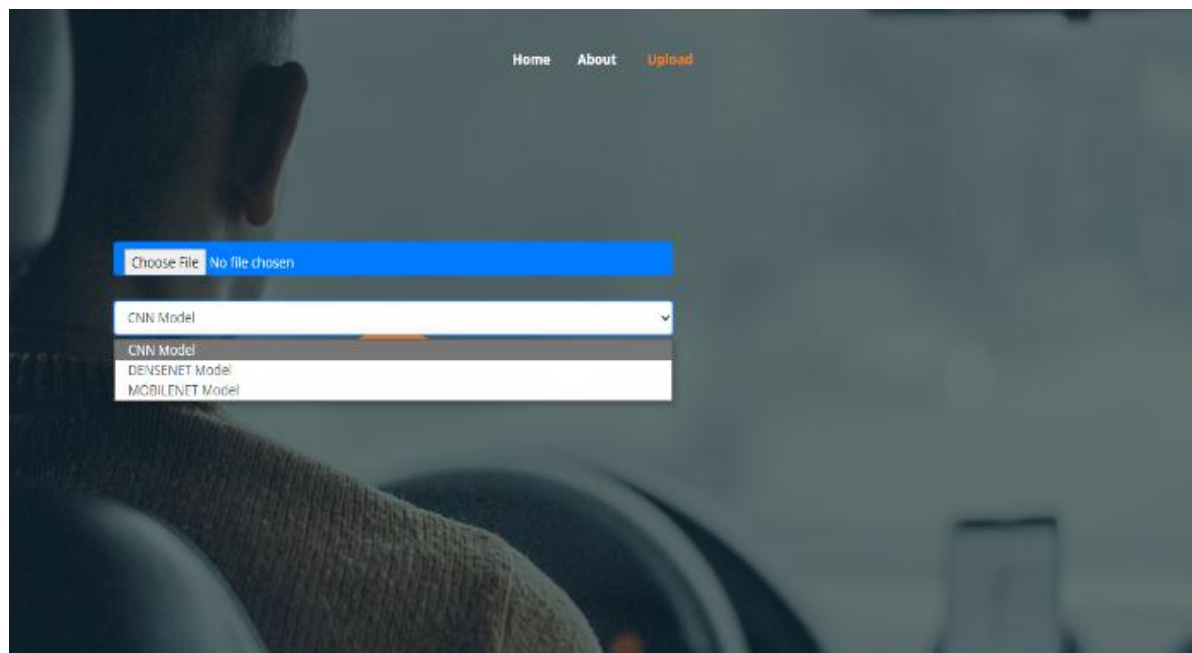 Home About Upload
Choose File No file chosen
CNN Model
CNN Model
DENSENET Model
MOBILENET Model